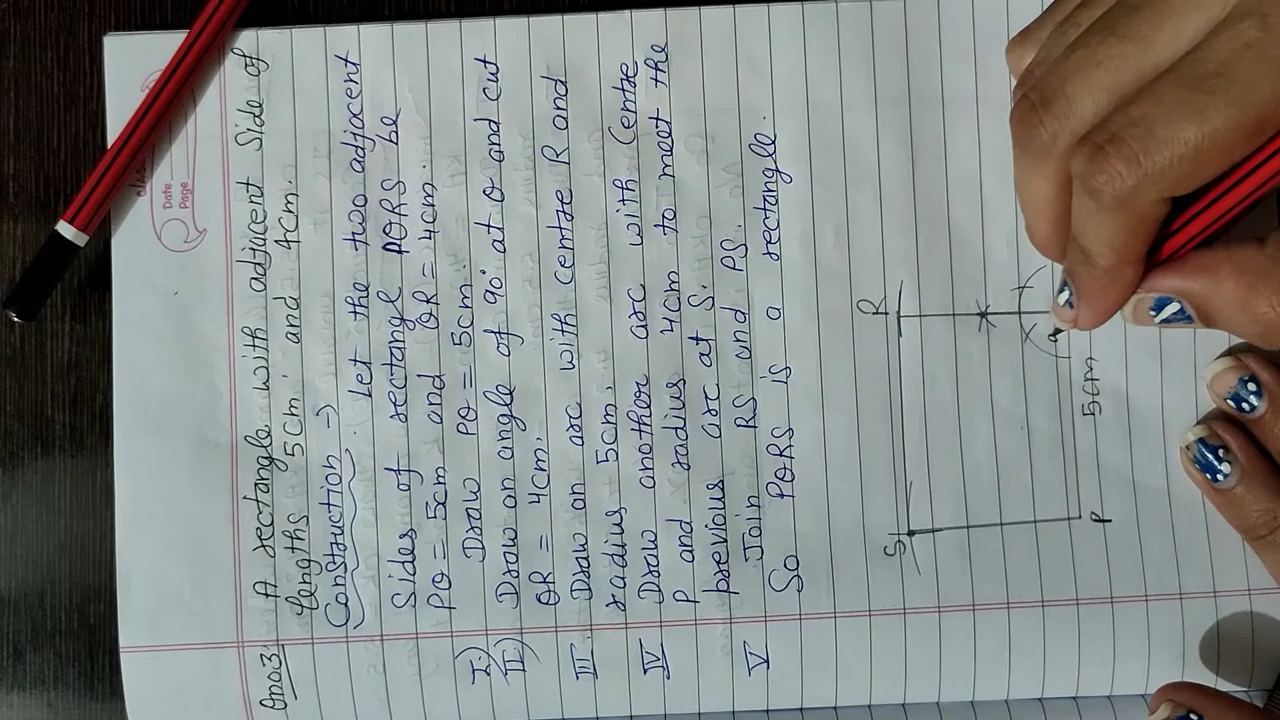 Date
Page
Qno3. A rectangle with adjacent Side of
lengths 5cm and 4cm.
Construction →
Let the two adjacent
Sides of rectangl PQRS be
PQ = 5cm and QR = 4cm.
I.) Draw PQ = 5cm.
II.) Draw an angle of 90° at Q and cut
QR = 4cm.
III. Draw an arc with centre R and
radius 5cm.
IV Draw another arc with Centre
P and radius 4cm to meet the
previous arc at S.
V Join RS and PS.
So PQRS is a rectangle.
S R
P 5cm